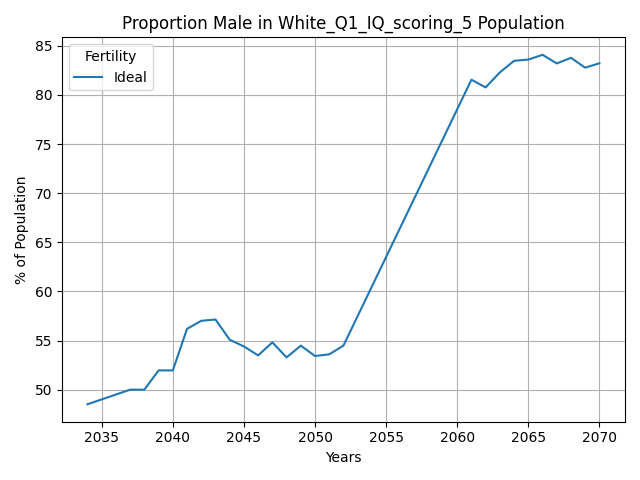 Proportion Male in White_Q1_IQ_scoring_5 Population
Fertility
Ideal
85
80
75
70
65
60
55
50
% of Population
2035 2040 2045 2050 2055 2060 2065 2070
Years